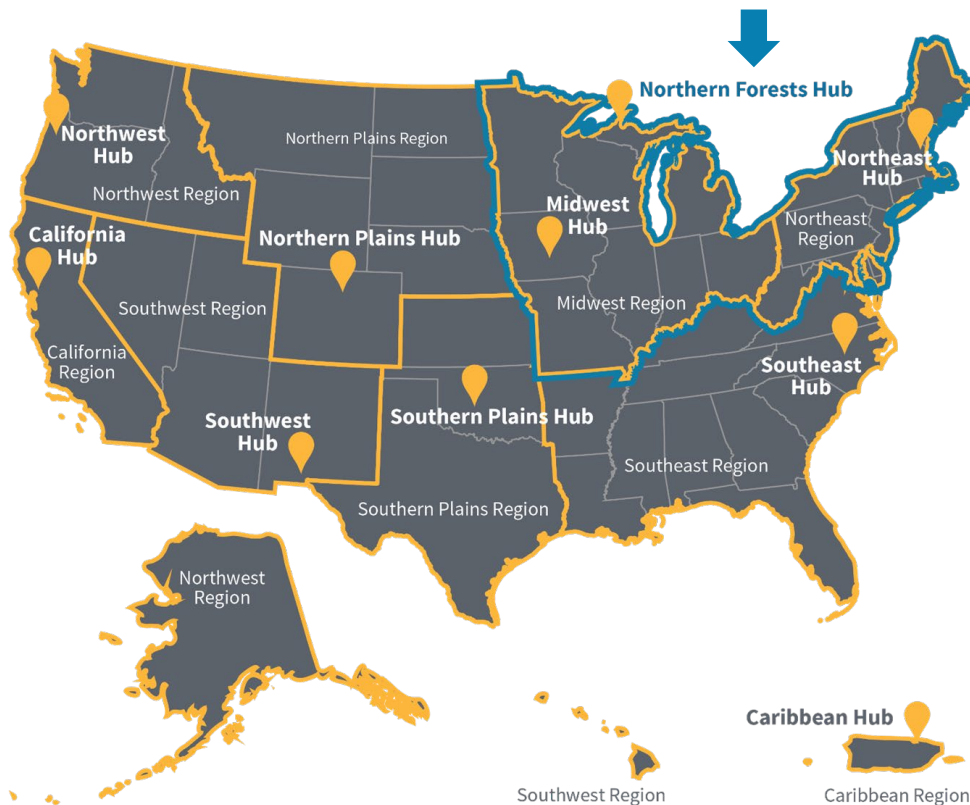 Northern Forests Hub
Northwest
Hub
Northern Plains Region
Northeast
Hub
Northwest Region
Midwest
Hub
Northeast
Region
California
Hub
Northern Plains Hub
Southwest Region
Midwest Region
California
Region
Southeast
Hub
Southwest
Hub
Southern Plains Hub
Southeast Region
Southern Plains Region
Northwest
Region
Caribbean Hub
Southwest Region
Caribbean Region